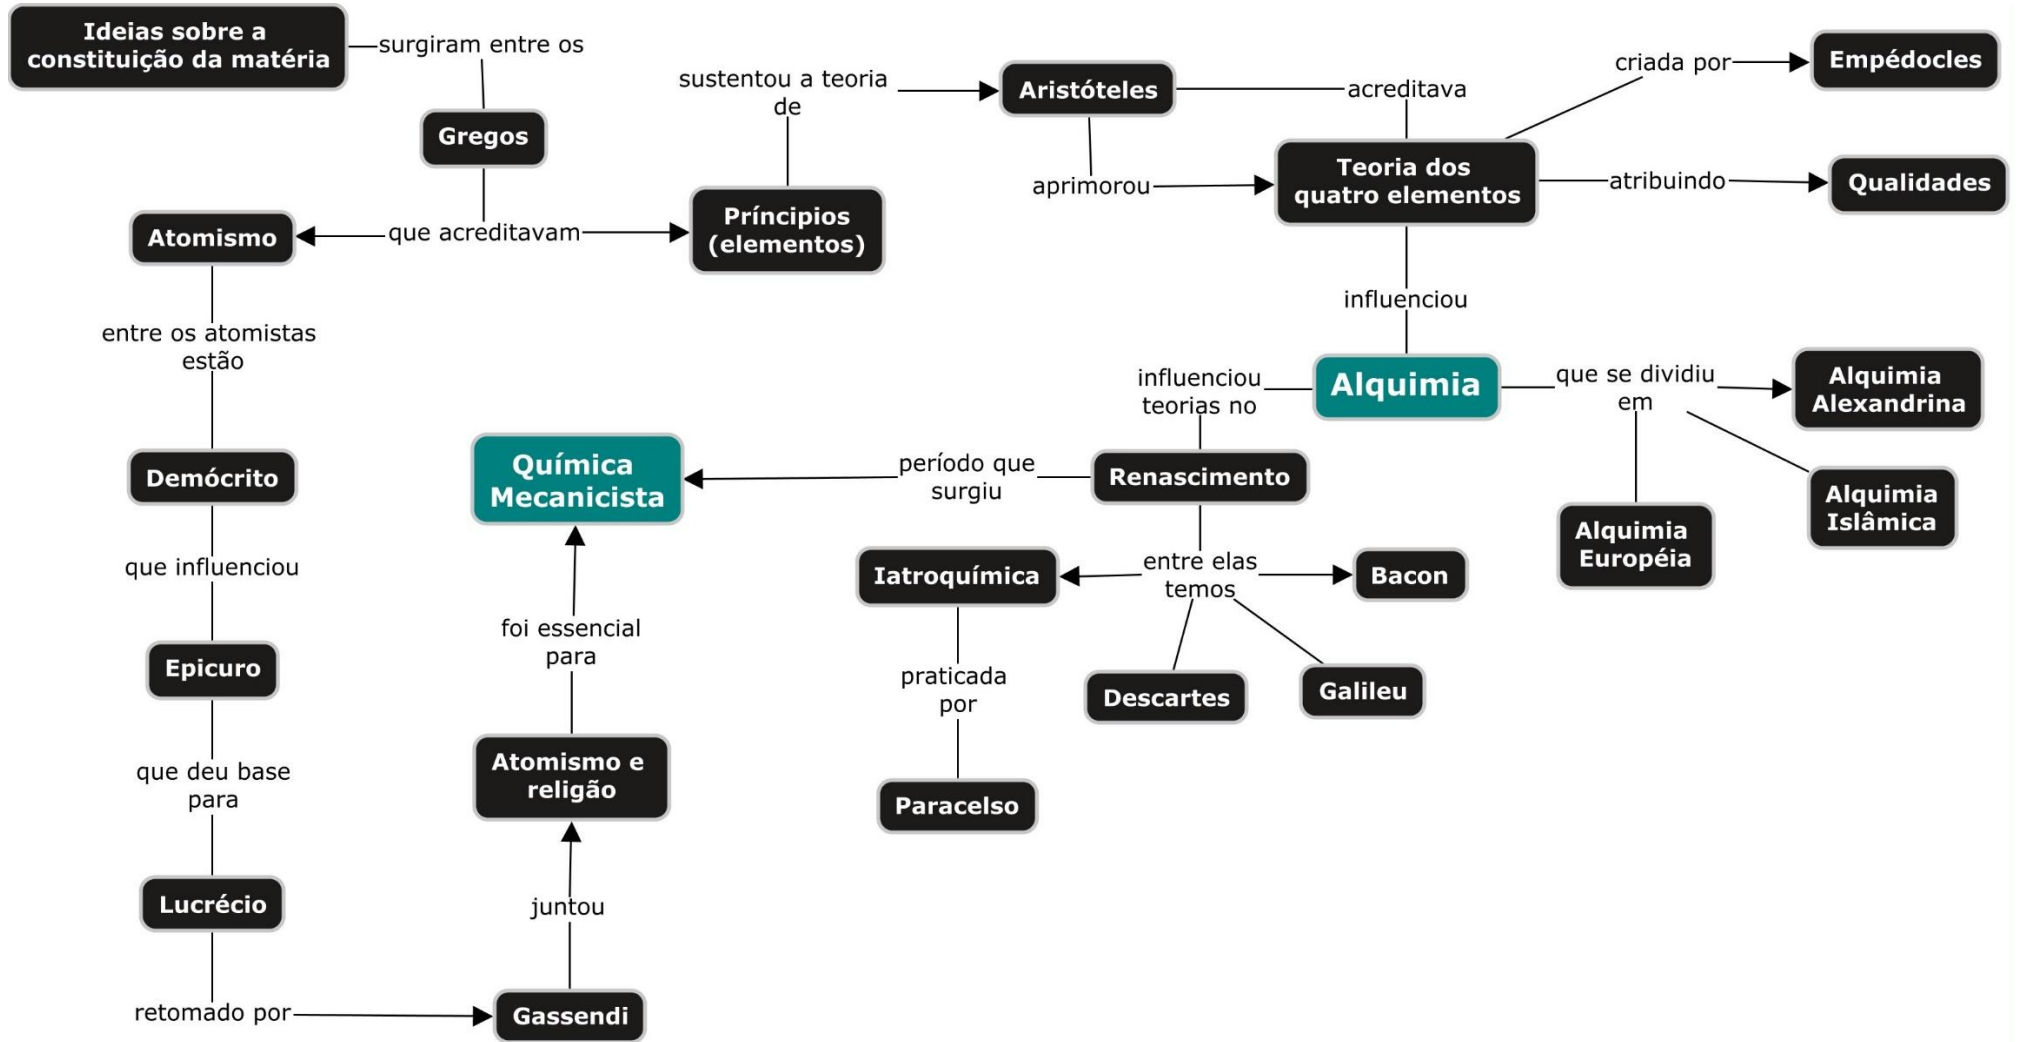 Ideias sobre a
constituição da matéria
surgiram entre os
Gregos
que acreditavam
Atomismo
Príncipios
(elementos)
sustentou a teoria
de
Aristóteles
acreditava
aprimorou
Teoria dos
quatro elementos
criada por
Empédocles
atribuindo
Qualidades
influenciou
Alquimia
que se dividiu
em
Alquimia
Alexandrina
Alquimia
Islâmica
Alquimia
Européia
influenciou
teorias no
Renascimento
período que
surgiu
Química
Mecanicista
entre elas
temos
Iatroquímica
Bacon
Descartes
Galileu
praticada
por
Paracelso
entre os atomistas
estão
Demócrito
que influenciou
Epicuro
que deu base
para
Lucrécio
retomado por
Gassendi
juntou
Atomismo e
religão
foi essencial
para